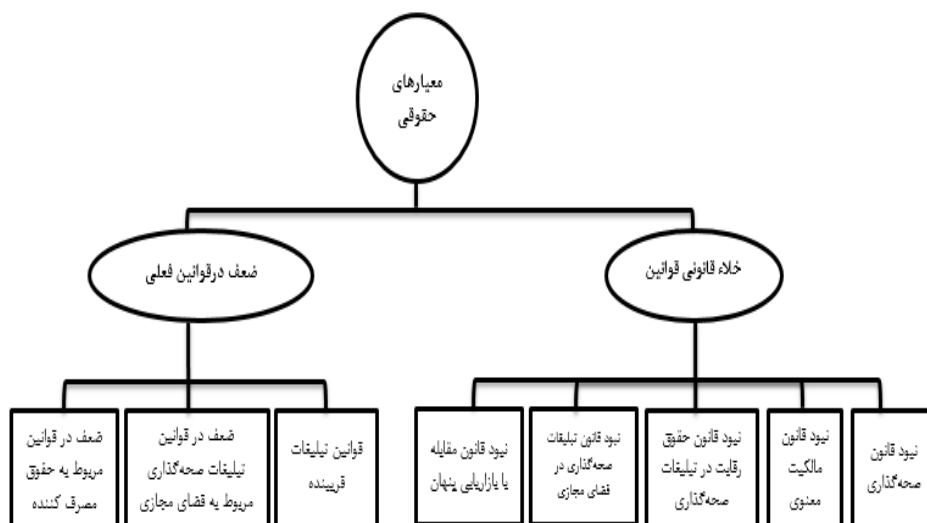 معیارهای
حقوقی
خلاء قانونی قوانین
ضعف درقوانین فعلی
نبود قانون
صحه‌گذاری
نبود قانون
مالکیت
معنوی
نبود قانون حقوق
رقابت در تبلیغات
صحه‌گذاری
نبود قانون تبلیغات
صحه‌گذاری در
فضای مجازی
نبود قانون مقابله
با بازاریابی پنهان
قوانین تبلیغات
فریبنده
ضعف در قوانین
تبلیغات صحه‌گذاری
مربوط به فضای مجازی
ضعف در قوانین
مربوط به حقوق
مصرف کننده